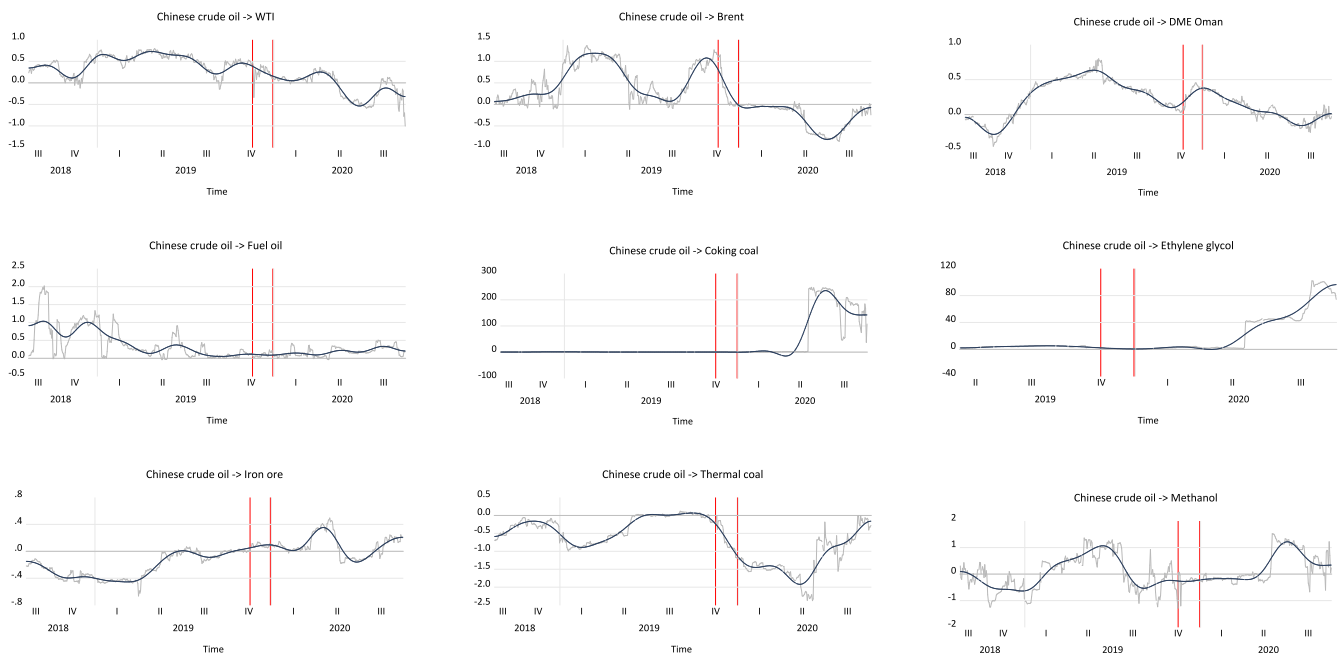 Chinese crude oil -> WTI
1.0
0.5
0.0
-0.5
-1.0
-1.5
III IV I II III IV I II III
2018 2019 2020
Time
Chinese crude oil -> Brent
1.5
1.0
0.5
0.0
-0.5
-1.0
III IV I II III IV I II III
2018 2019 2020
Time
Chinese crude oil -> DME Oman
1.0
0.5
0.0
-0.5
III IV I II III IV I II III
2018 2019 2020
Time
Chinese crude oil -> Fuel oil
2.5
2.0
1.5
1.0
0.5
0.0
-0.5
III IV I II III IV I II III
2018 2019 2020
Time
Chinese crude oil -> Coking coal
300
200
100
0
-100
III IV I II III IV I II III
2018 2019 2020
Time
Chinese crude oil -> Ethylene glycol
120
80
40
0
-40
II III IV I II III
2019 2020
Time
Chinese crude oil -> Iron ore
.8
.4
.0
-.4
-.8
III IV I II III IV I II III
2018 2019 2020
Time
Chinese crude oil -> Thermal coal
0.5
0.0
-0.5
-1.0
-1.5
-2.0
-2.5
III IV I II III IV I II III
2018 2019 2020
Time
Chinese crude oil -> Methanol
2
1
0
-1
-2
III IV I II III IV I II III
2018 2019 2020
Time